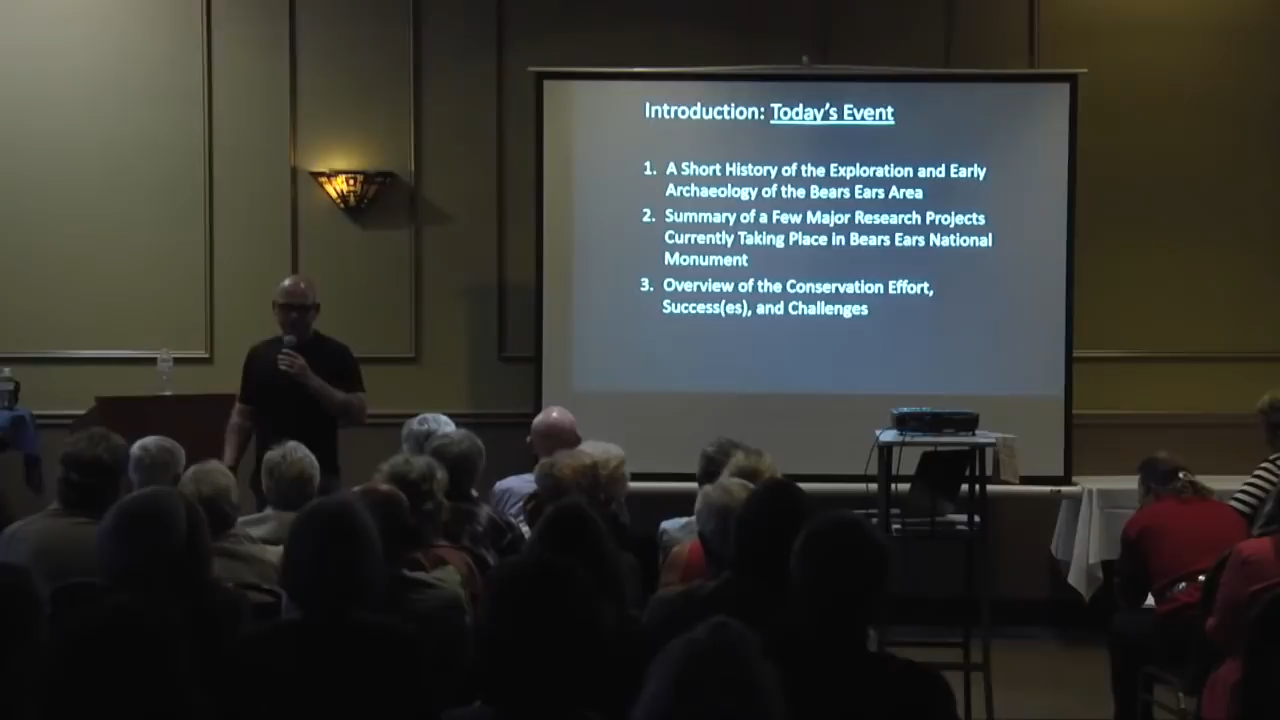 Introduction: Today's Event
1. A Short History of the Exploration and Early
Archaeology of the Bears Ears Area
2. Summary of a Few Major Research Projects
Currently Taking Place in Bears Ears National
Monument
3. Overview of the Conservation Effort,
Success(es), and Challenges